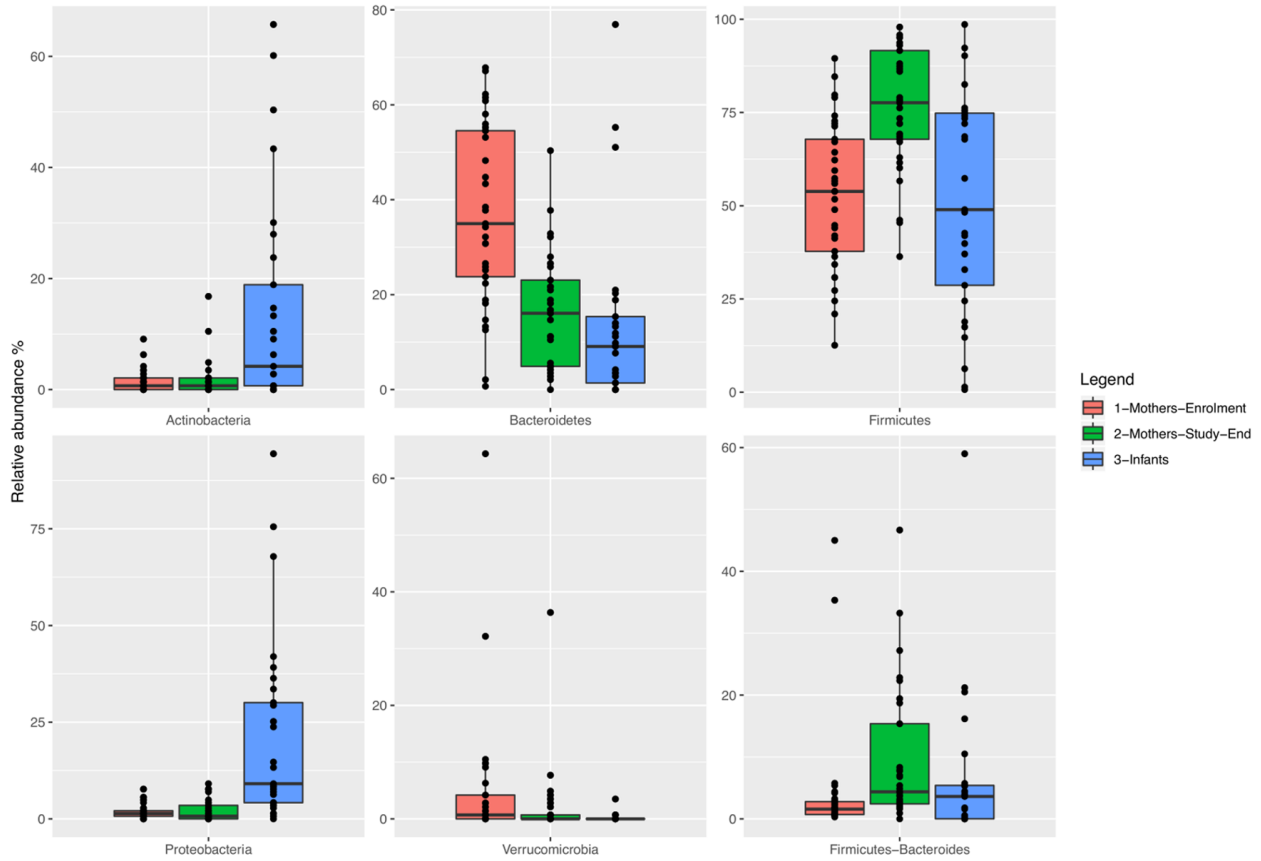 Relative abundance %
60
40
20
0
Actinobacteria
80
60
40
20
0
Bacteroidetes
100
75
50
25
0
Firmicutes
75
50
25
0
Proteobacteria
60
40
20
0
Verrucomicrobia
60
40
20
0
Firmicutes−Bacteroides
Legend
1−Mothers−Enrolment
2−Mothers−Study−End
3−Infants